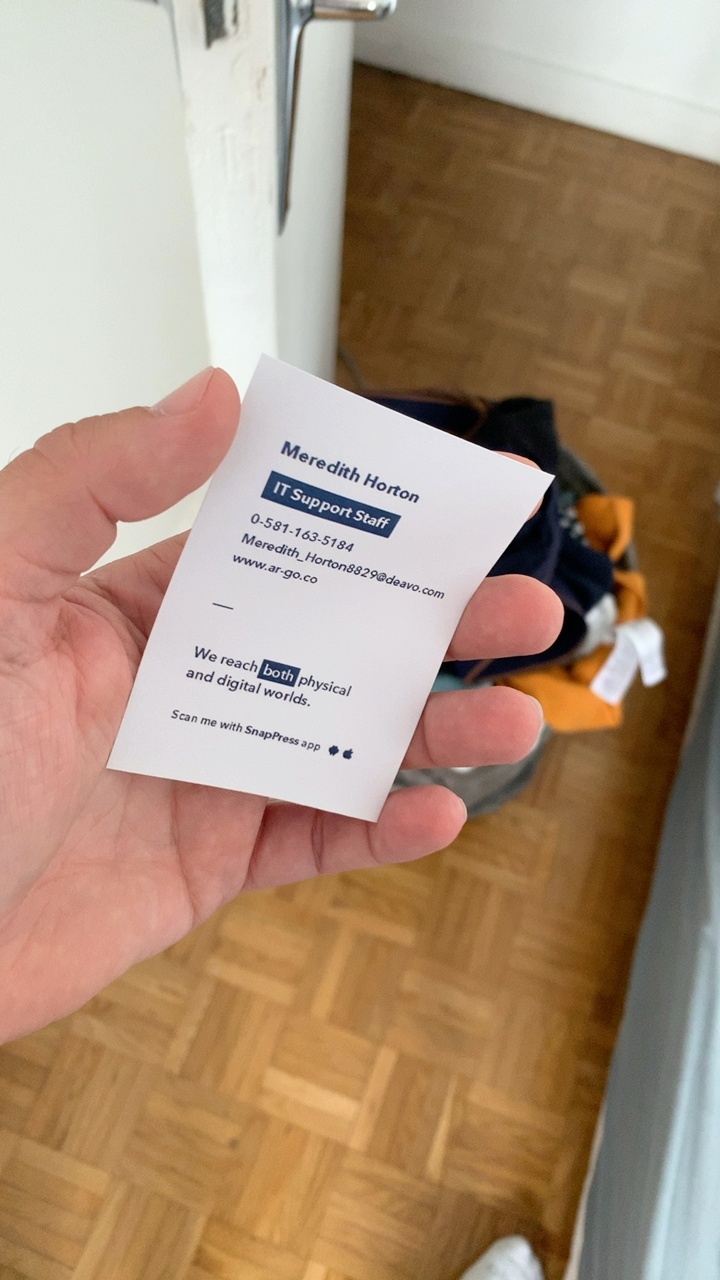 Meredith Horton
IT Support Staff
0-581-163-5184
Meredith_Horton8829@deavo.com
www.ar-go.co
—
We reach both physical
and digital worlds.
Scan me with SnapPress app